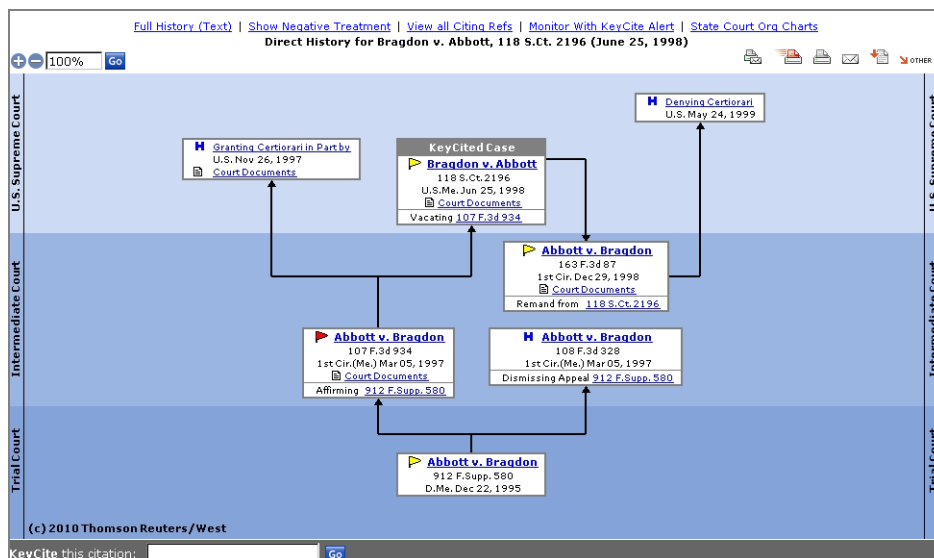 Full History (Text) | Show Negative Treatment | View all Citing Refs | Monitor With KeyCite Alert | State Court Org Charts
Direct History for Bragdon v. Abbott, 118 S.Ct. 2196 (June 25, 1998)
100% Go
OTHER
U.S. Supreme Court
H Denying Certiorari
U.S. May 24, 1999
H Granting Certiorari in Part by
U.S. Nov 26, 1997
Court Documents
KeyCited Case
Bragdon v. Abbott
118 S.Ct. 2196
U.S.Me. Jun 25, 1998
Court Documents
Vacating 107 F.3d 934
U.S. Supreme Court
Intermediate Court
Abbott v. Bragdon
163 F.3d 87
1st Cir. Dec 29, 1998
Court Documents
Remand from 118 S.Ct. 2196
Abbott v. Bragdon
107 F.3d 934
1st Cir.(Me.) Mar 05, 1997
Court Documents
Affirming 912 F.Supp. 580
H Abbott v. Bragdon
108 F.3d 328
1st Cir.(Me.) Mar 05, 1997
Dismissing Appeal 912 F.Supp. 580
Intermediate Court
Trial Court
Abbott v. Bragdon
912 F.Supp. 580
D.Me. Dec 22, 1995
Trial Court
(c) 2010 Thomson Reuters/West
KeyCite this citation: Go